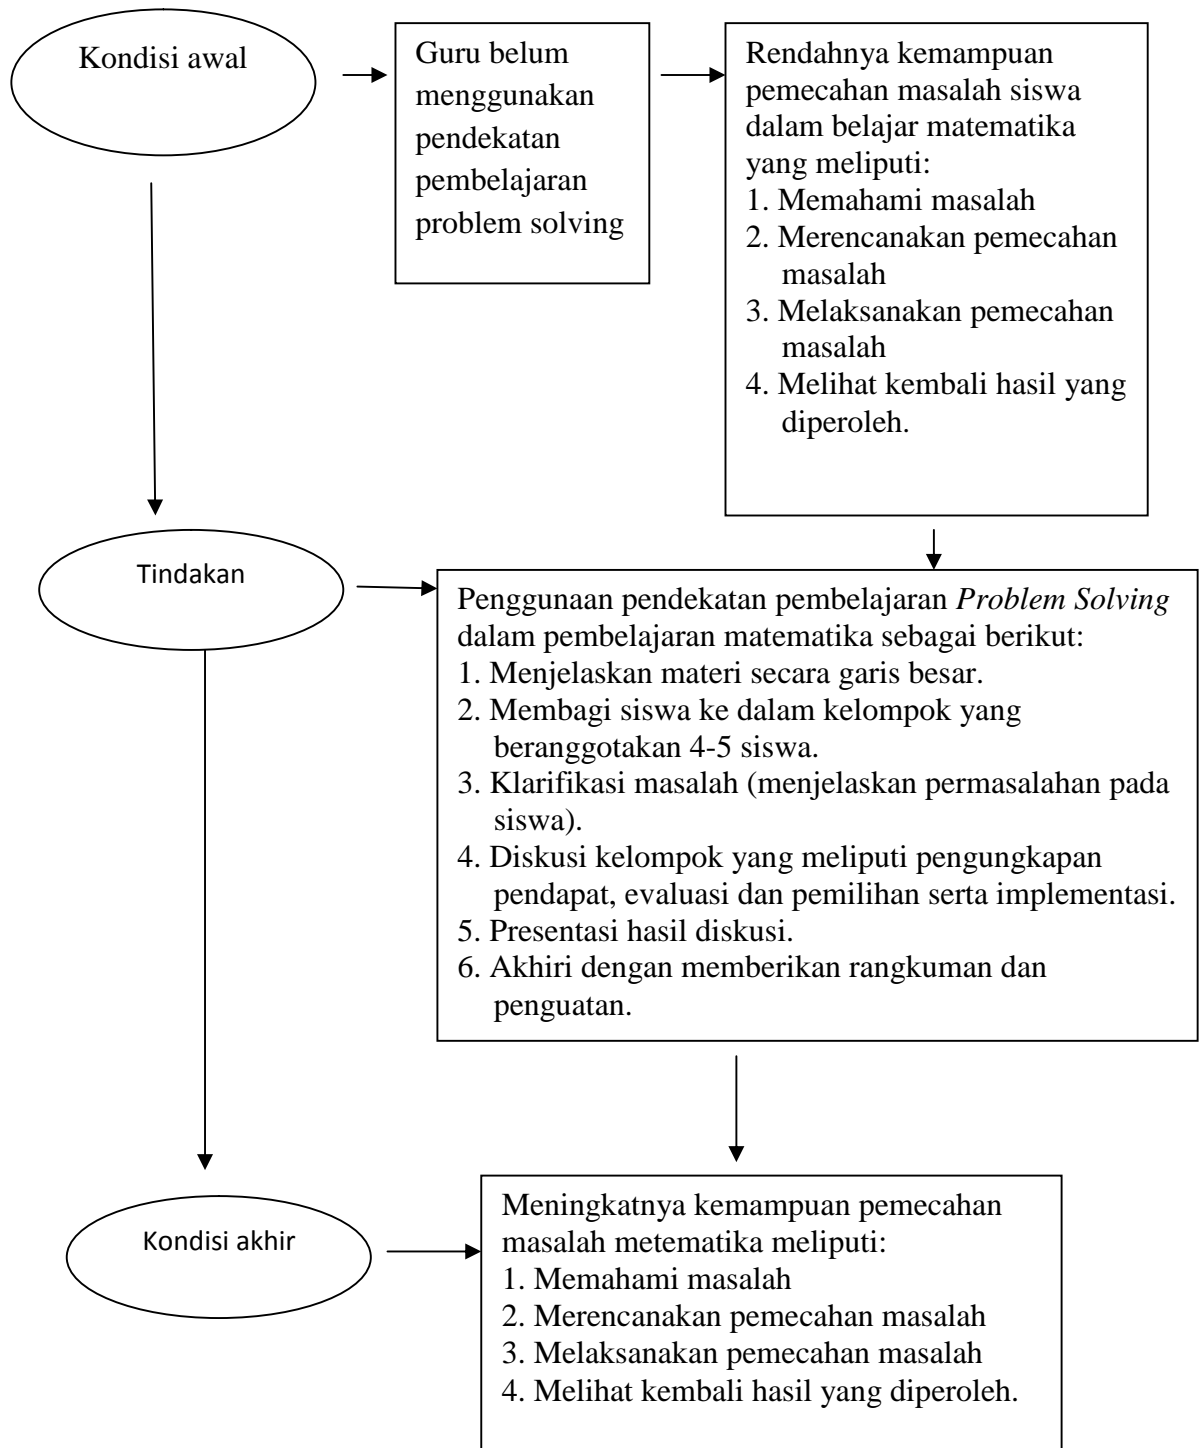 Kondisi awal
Guru belum
menggunakan
pendekatan
pembelajaran
problem solving
Rendahnya kemampuan
pemecahan masalah siswa
dalam belajar matematika
yang meliputi:
1. Memahami masalah
2. Merencanakan pemecahan
masalah
3. Melaksanakan pemecahan
masalah
4. Melihat kembali hasil yang
diperoleh.
Tindakan
Penggunaan pendekatan pembelajaran Problem Solving
dalam pembelajaran matematika sebagai berikut:
1. Menjelaskan materi secara garis besar.
2. Membagi siswa ke dalam kelompok yang
beranggotakan 4-5 siswa.
3. Klarifikasi masalah (menjelaskan permasalahan pada
siswa).
4. Diskusi kelompok yang meliputi pengungkapan
pendapat, evaluasi dan pemilihan serta implementasi.
5. Presentasi hasil diskusi.
6. Akhiri dengan memberikan rangkuman dan
penguatan.
Kondisi akhir
Meningkatnya kemampuan pemecahan
masalah metematika meliputi:
1. Memahami masalah
2. Merencanakan pemecahan masalah
3. Melaksanakan pemecahan masalah
4. Melihat kembali hasil yang diperoleh.